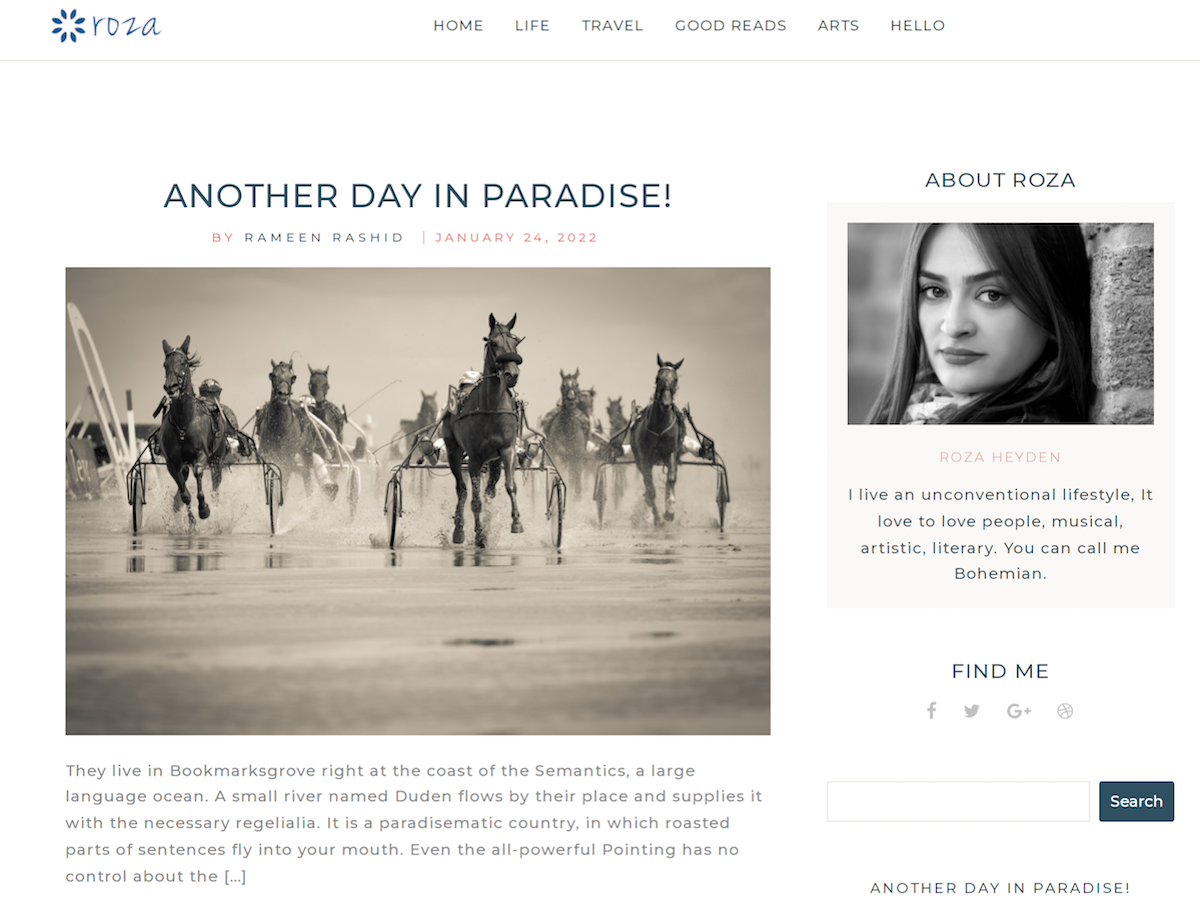 roza
HOME LIFE TRAVEL GOOD READS ARTS HELLO
ANOTHER DAY IN PARADISE!
BY RAMEEN RASHID | JANUARY 24, 2022
They live in Bookmarksgrove right at the coast of the Semantics, a large
language ocean. A small river named Duden flows by their place and supplies it
with the necessary regelialia. It is a paradisematic country, in which roasted
parts of sentences fly into your mouth. Even the all-powerful Pointing has no
control about the [...]
ABOUT ROZA
ROZA HEYDEN
I live an unconventional lifestyle, It
love to love people, musical,
artistic, literary. You can call me
Bohemian.
FIND ME
Search
ANOTHER DAY IN PARADISE!